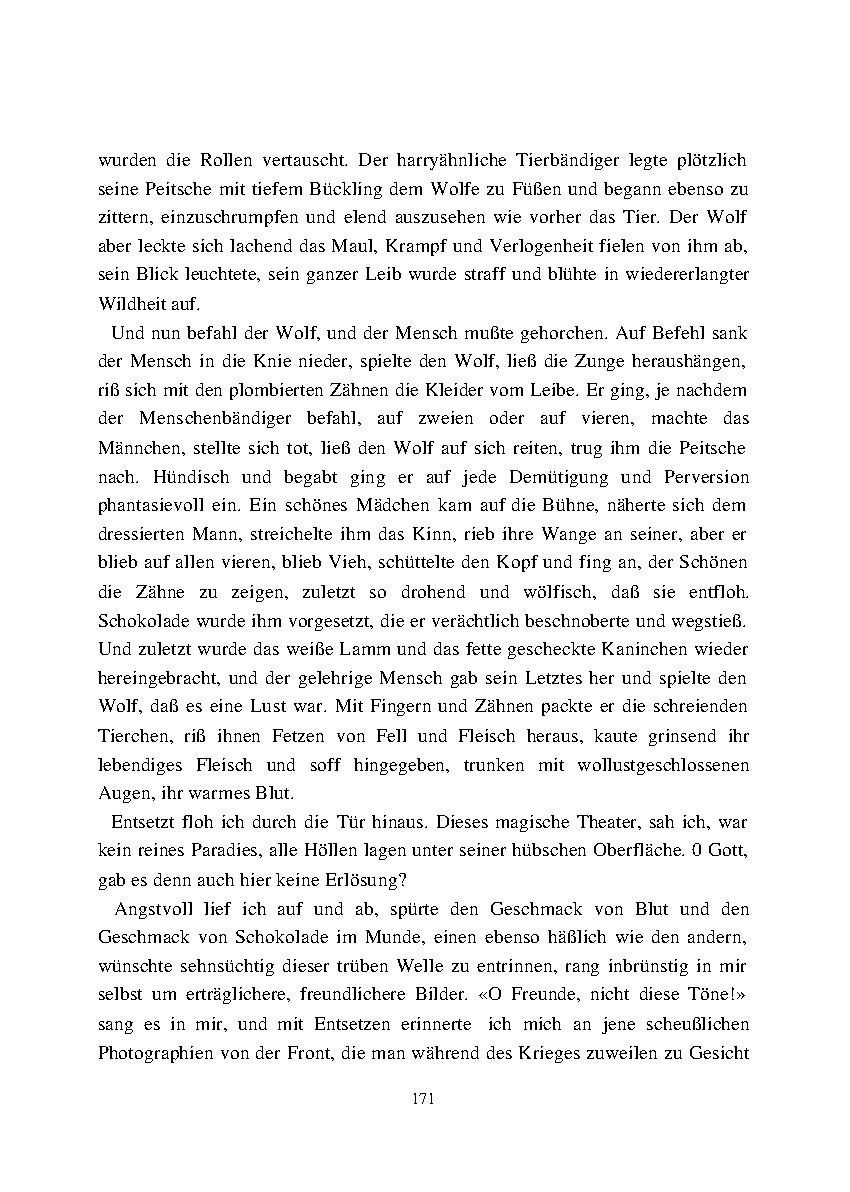 wurden die Rollen vertauscht. Der harryähnliche Tierbändiger legte plötzlich
seine Peitsche mit tiefem Bückling dem Wolfe zu Füßen und begann ebenso zu
zittern, einzuschrumpfen und elend auszusehen wie vorher das Tier. Der Wolf
aber leckte sich lachend das Maul, Krampf und Verlogenheit fielen von ihm ab,
sein Blick leuchtete, sein ganzer Leib wurde straff und blühte in wiedererlangter
Wildheit auf.
Und nun befahl der Wolf, und der Mensch mußte gehorchen. Auf Befehl sank
der Mensch in die Knie nieder, spielte den Wolf, ließ die Zunge heraushängen,
riß sich mit den plombierten Zähnen die Kleider vom Leibe. Er ging, je nachdem
der Menschenbändiger befahl, auf zweien oder auf vieren, machte das
Männchen, stellte sich tot, ließ den Wolf auf sich reiten, trug ihm die Peitsche
nach. Hündisch und begabt ging er auf jede Demütigung und Perversion
phantasievoll ein. Ein schönes Mädchen kam auf die Bühne, näherte sich dem
dressierten Mann, streichelte ihm das Kinn, rieb ihre Wange an seiner, aber er
blieb auf allen vieren, blieb Vieh, schüttelte den Kopf und fing an, der Schönen
die Zähne zu zeigen, zuletzt so drohend und wölfisch, daß sie entfloh.
Schokolade wurde ihm vorgesetzt, die er verächtlich beschnoberte und wegstieß.
Und zuletzt wurde das weiße Lamm und das fette gescheckte Kaninchen wieder
hereingebracht, und der gelehrige Mensch gab sein Letztes her und spielte den
Wolf, daß es eine Lust war. Mit Fingern und Zähnen packte er die schreienden
Tierchen, riß ihnen Fetzen von Fell und Fleisch heraus, kaute grinsend ihr
lebendiges Fleisch und soff hingegeben, trunken mit wollustgeschlossenen
Augen, ihr warmes Blut.
Entsetzt floh ich durch die Tür hinaus. Dieses magische Theater, sah ich, war
kein reines Paradies, alle Höllen lagen unter seiner hübschen Oberfläche. 0 Gott,
gab es denn auch hier keine Erlösung?
Angstvoll lief ich auf und ab, spürte den Geschmack von Blut und den
Geschmack von Schokolade im Munde, einen ebenso häßlich wie den andern,
wünschte sehnsüchtig dieser trüben Welle zu entrinnen, rang inbrünstig in mir
selbst um erträglichere, freundlichere Bilder. «O Freunde, nicht diese Töne!»
sang es in mir, und mit Entsetzen erinnerte ich mich an jene scheußlichen
Photographien von der Front, die man während des Krieges zuweilen zu Gesicht
171